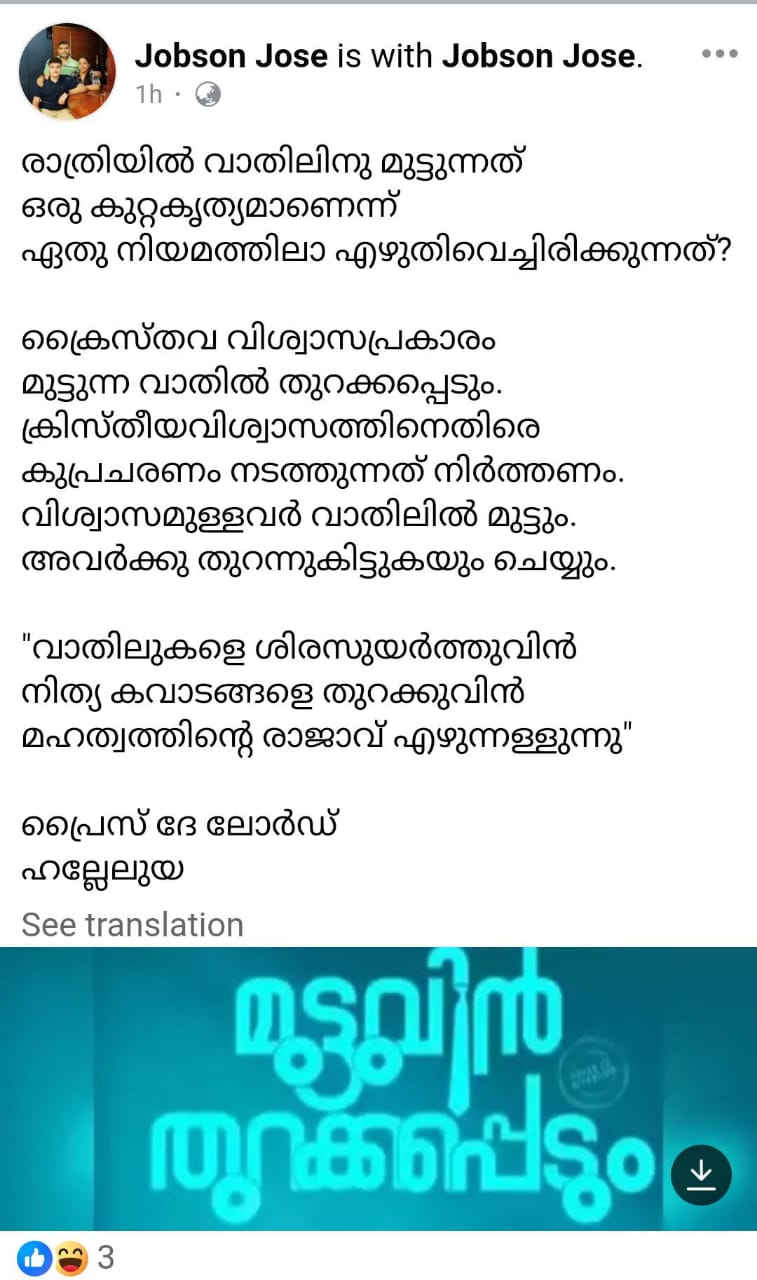 Jobson Jose is with Jobson Jose.
1h ·
രാത്രിയിൽ വാതിലിനു മുട്ടുന്നത്
ഒരു കുറ്റകൃത്യമാണെന്ന്
ഏതു നിയമത്തിലാ എഴുതിവെച്ചിരിക്കുന്നത്?
ക്രൈസ്തവ വിശ്വാസപ്രകാരം
മുട്ടുന്ന വാതിൽ തുറക്കപ്പെടും.
ക്രിസ്തീയവിശ്വാസത്തിനെതിരെ
കുപ്രചരണം നടത്തുന്നത് നിർത്തണം.
വിശ്വാസമുള്ളവർ വാതിലിൽ മുട്ടും.
അവർക്കു തുറന്നുകിട്ടുകയും ചെയ്യും.
"വാതിലുകളെ ശിരസുയർത്തുവിൻ
നിത്യ കവാടങ്ങളെ തുറക്കുവിൻ
മഹത്വത്തിന്റെ രാജാവ് എഴുന്നള്ളുന്നു"
പ്രൈസ് ദേ ലോർഡ്
ഹല്ലേലുയ
See translation
മുട്ടുവിൻ
തുറക്കപ്പെടും
3